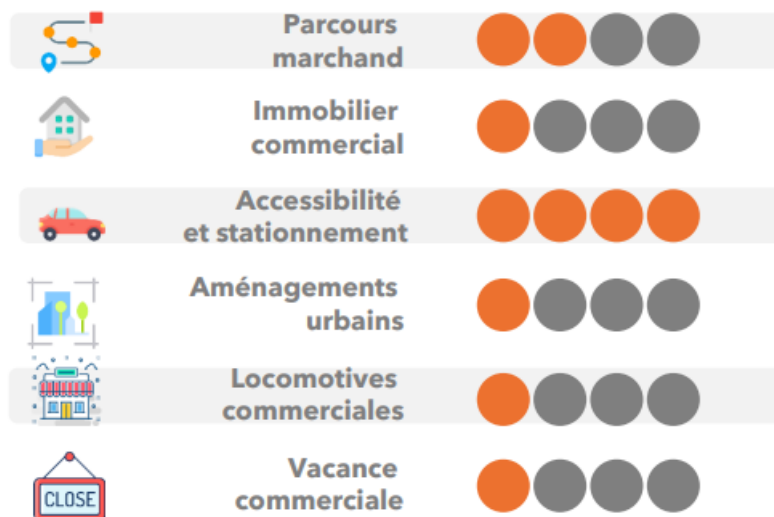 Parcours
marchand
Immobilier
commercial
Accessibilité
et stationnement
Aménagements
urbains
Locomotives
commerciales
Vacance
commerciale
CLOSE